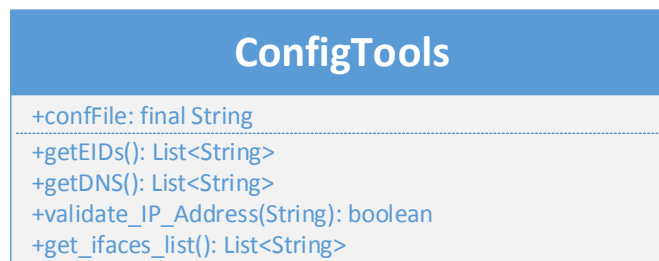 ConfigTools
+confFile: final String
+getEIDs(): List<String>
+getDNS(): List<String>
+validate_IP_Address(String): boolean
+get_ifaces_list(): List<String>